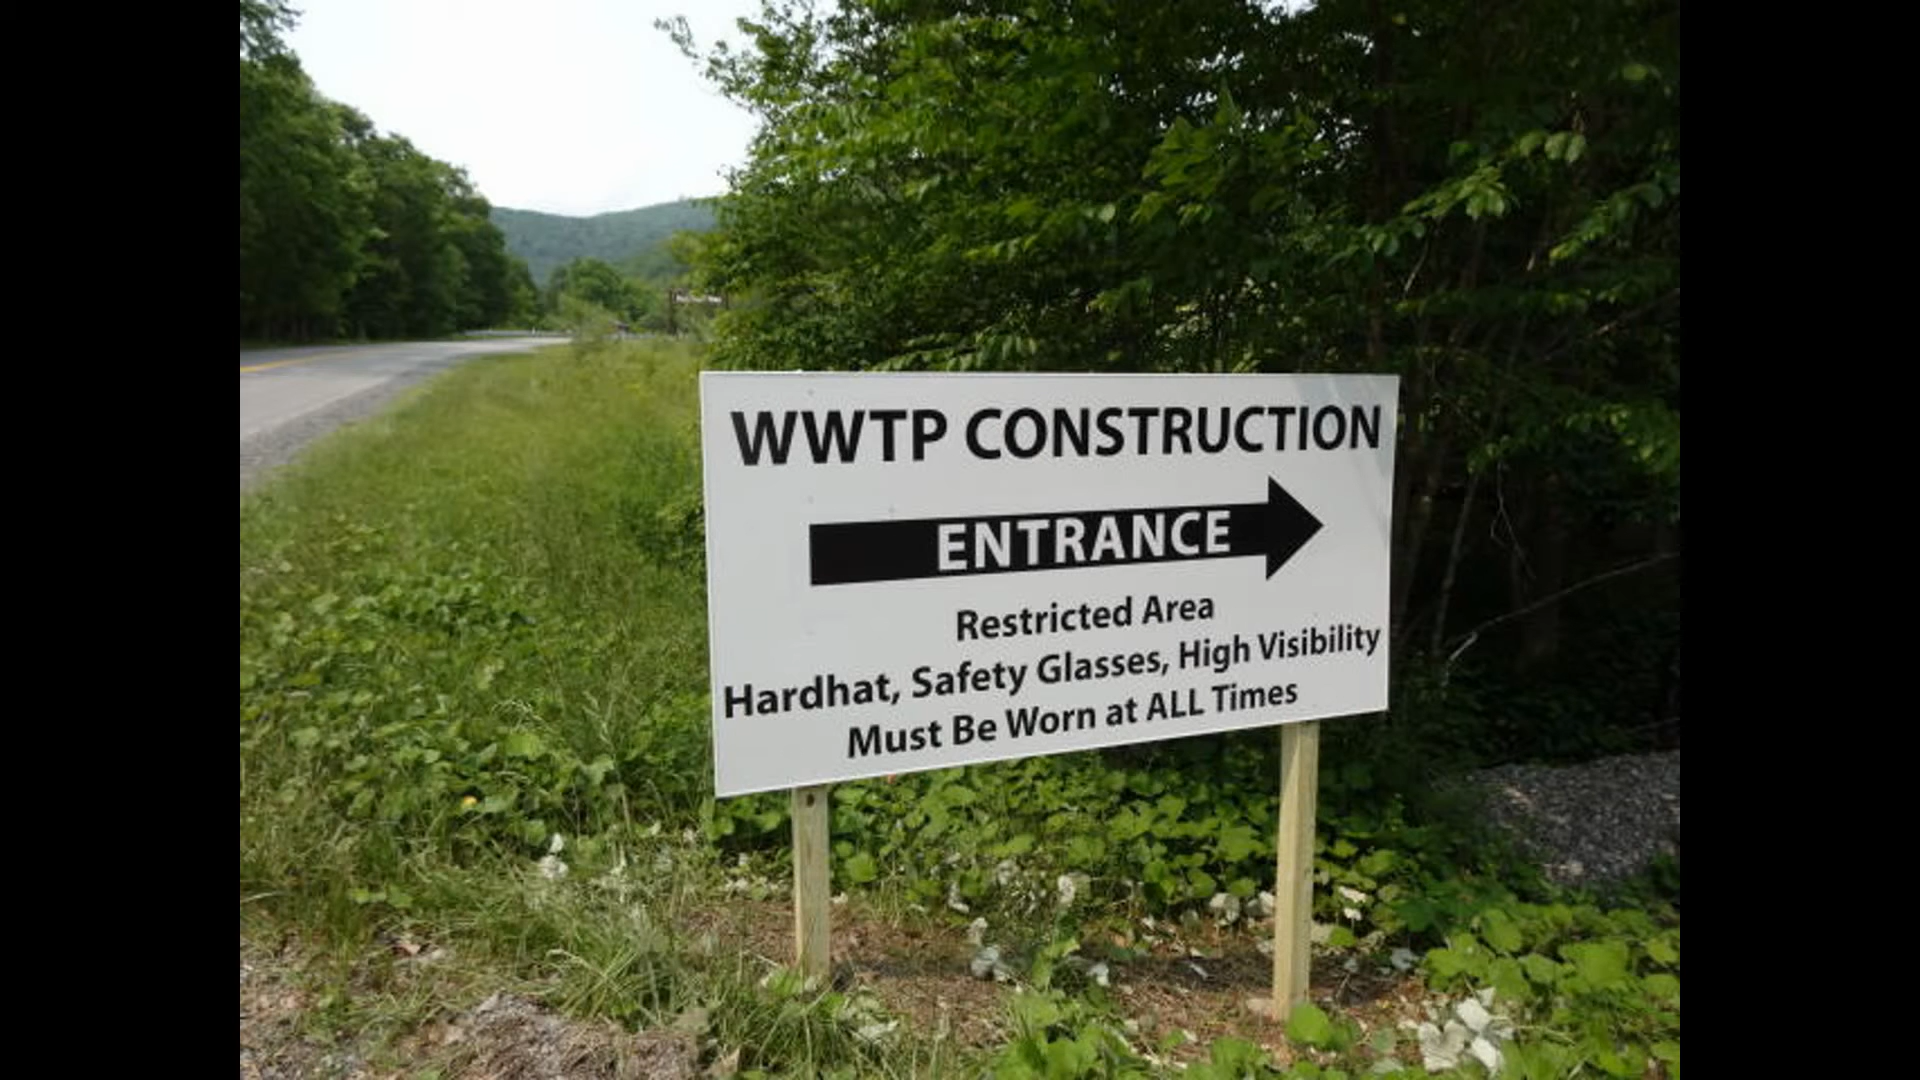 WWTP CONSTRUCTION
ENTRANCE
Restricted Area
Hardhat, Safety Glasses, High Visibility
Must Be Worn at ALL Times